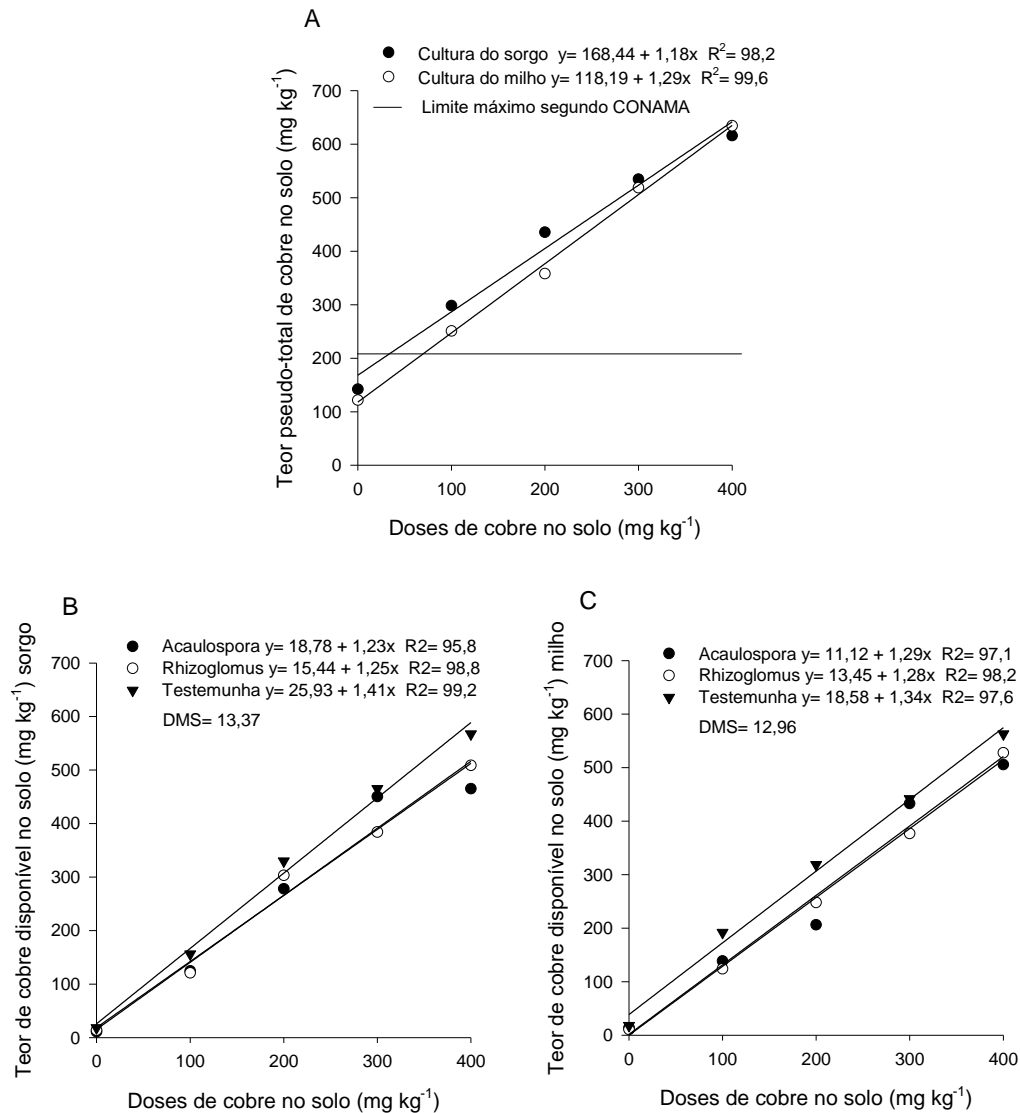 A
Cultura do sorgo y= 168,44 + 1,18x R²= 98,2
Cultura do milho y= 118,19 + 1,29x R²= 99,6
Limite máximo segundo CONAMA
Teor pseudo-total de cobre no solo (mg kg⁻¹)
700
600
500
400
300
200
100
0
0 100 200 300 400
Doses de cobre no solo (mg kg⁻¹)
B
Acaulospora y= 18,78 + 1,23x R2= 95,8
Rhizoglomus y= 15,44 + 1,25x R2= 98,8
Testemunha y= 25,93 + 1,41x R2= 99,2
DMS= 13,37
Teor de cobre disponível no solo (mg kg⁻¹) sorgo
700
600
500
400
300
200
100
0
0 100 200 300 400
Doses de cobre no solo (mg kg⁻¹)
C
Acaulospora y= 11,12 + 1,29x R2= 97,1
Rhizoglomus y= 13,45 + 1,28x R2= 98,2
Testemunha y= 18,58 + 1,34x R2= 97,6
DMS= 12,96
Teor de cobre disponível no solo (mg kg⁻¹) milho
700
600
500
400
300
200
100
0
0 100 200 300 400
Doses de cobre no solo (mg kg⁻¹)